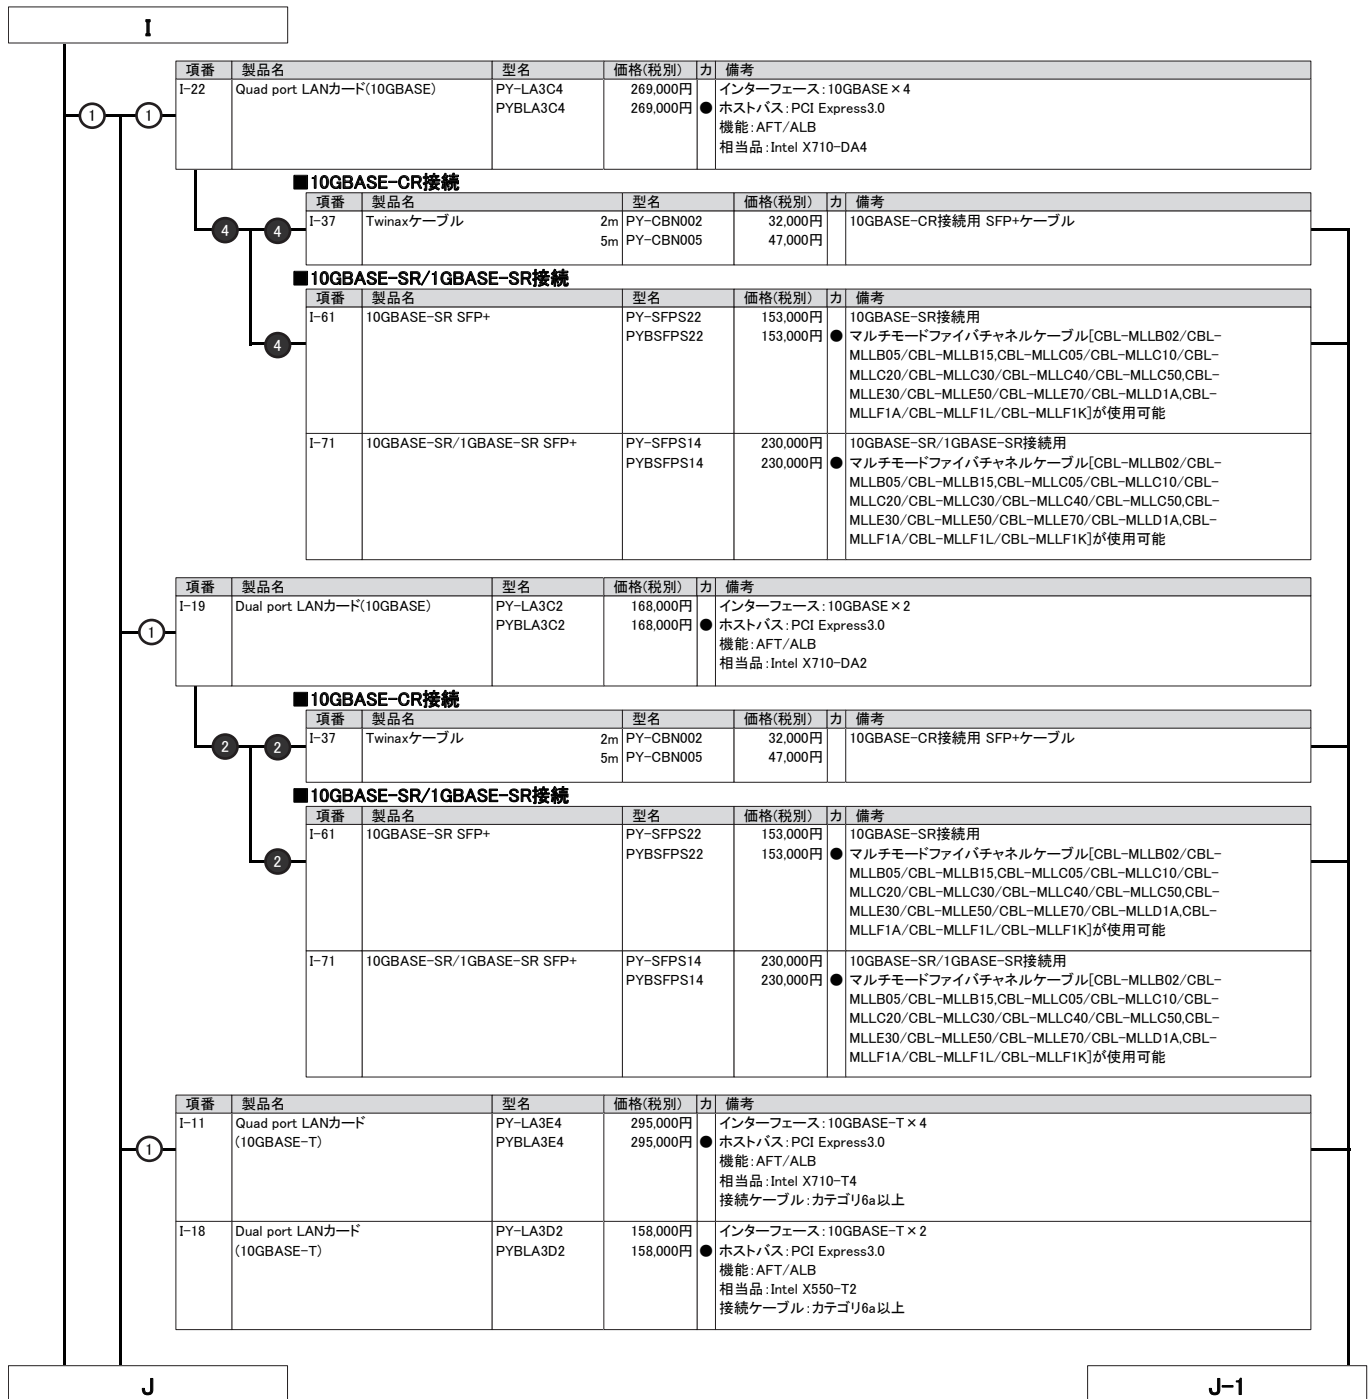 I
項番 製品名 型名 価格(税別) カ 備考
I-22 Quad port LANカード(10GBASE) PY-LA3C4 269,000円 インターフェース:10GBASE×4
① ① PYBLA3C4 269,000円 ● ホストバス:PCI Express3.0
機能:AFT/ALB
相当品:Intel X710-DA4
■10GBASE-CR接続
項番 製品名 型名 価格(税別) カ 備考
I-37 Twinaxケーブル 2m PY-CBN002 32,000円 10GBASE-CR接続用 SFP+ケーブル
4 4 5m PY-CBN005 47,000円
■10GBASE-SR/1GBASE-SR接続
項番 製品名 型名 価格(税別) カ 備考
I-61 10GBASE-SR SFP+ PY-SFPS22 153,000円 10GBASE-SR接続用
4 PYBSFPS22 153,000円 ● マルチモードファイバチャネルケーブル[CBL-MLLB02/CBL-
MLLB05/CBL-MLLB15,CBL-MLLC05/CBL-MLLC10/CBL-
MLLC20/CBL-MLLC30/CBL-MLLC40/CBL-MLLC50,CBL-
MLLE30/CBL-MLLE50/CBL-MLLE70/CBL-MLLD1A,CBL-
MLLF1A/CBL-MLLF1L/CBL-MLLF1K]が使用可能
I-71 10GBASE-SR/1GBASE-SR SFP+ PY-SFPS14 230,000円 10GBASE-SR/1GBASE-SR接続用
PYBSFPS14 230,000円 ● マルチモードファイバチャネルケーブル[CBL-MLLB02/CBL-
MLLB05/CBL-MLLB15,CBL-MLLC05/CBL-MLLC10/CBL-
MLLC20/CBL-MLLC30/CBL-MLLC40/CBL-MLLC50,CBL-
MLLE30/CBL-MLLE50/CBL-MLLE70/CBL-MLLD1A,CBL-
MLLF1A/CBL-MLLF1L/CBL-MLLF1K]が使用可能
項番 製品名 型名 価格(税別) カ 備考
I-19 Dual port LANカード(10GBASE) PY-LA3C2 168,000円 インターフェース:10GBASE×2
① PYBLA3C2 168,000円 ● ホストバス:PCI Express3.0
機能:AFT/ALB
相当品:Intel X710-DA2
■10GBASE-CR接続
項番 製品名 型名 価格(税別) カ 備考
I-37 Twinaxケーブル 2m PY-CBN002 32,000円 10GBASE-CR接続用 SFP+ケーブル
2 2 5m PY-CBN005 47,000円
■10GBASE-SR/1GBASE-SR接続
項番 製品名 型名 価格(税別) カ 備考
I-61 10GBASE-SR SFP+ PY-SFPS22 153,000円 10GBASE-SR接続用
2 PYBSFPS22 153,000円 ● マルチモードファイバチャネルケーブル[CBL-MLLB02/CBL-
MLLB05/CBL-MLLB15,CBL-MLLC05/CBL-MLLC10/CBL-
MLLC20/CBL-MLLC30/CBL-MLLC40/CBL-MLLC50,CBL-
MLLE30/CBL-MLLE50/CBL-MLLE70/CBL-MLLD1A,CBL-
MLLF1A/CBL-MLLF1L/CBL-MLLF1K]が使用可能
I-71 10GBASE-SR/1GBASE-SR SFP+ PY-SFPS14 230,000円 10GBASE-SR/1GBASE-SR接続用
PYBSFPS14 230,000円 ● マルチモードファイバチャネルケーブル[CBL-MLLB02/CBL-
MLLB05/CBL-MLLB15,CBL-MLLC05/CBL-MLLC10/CBL-
MLLC20/CBL-MLLC30/CBL-MLLC40/CBL-MLLC50,CBL-
MLLE30/CBL-MLLE50/CBL-MLLE70/CBL-MLLD1A,CBL-
MLLF1A/CBL-MLLF1L/CBL-MLLF1K]が使用可能
項番 製品名 型名 価格(税別) カ 備考
I-11 Quad port LANカード PY-LA3E4 295,000円 インターフェース:10GBASE-T×4
① (10GBASE-T) PYBLA3E4 295,000円 ● ホストバス:PCI Express3.0
機能:AFT/ALB
相当品:Intel X710-T4
接続ケーブル:カテゴリ6a以上
I-18 Dual port LANカード PY-LA3D2 158,000円 インターフェース:10GBASE-T×2
(10GBASE-T) PYBLA3D2 158,000円 ● ホストバス:PCI Express3.0
機能:AFT/ALB
相当品:Intel X550-T2
接続ケーブル:カテゴリ6a以上
J J-1